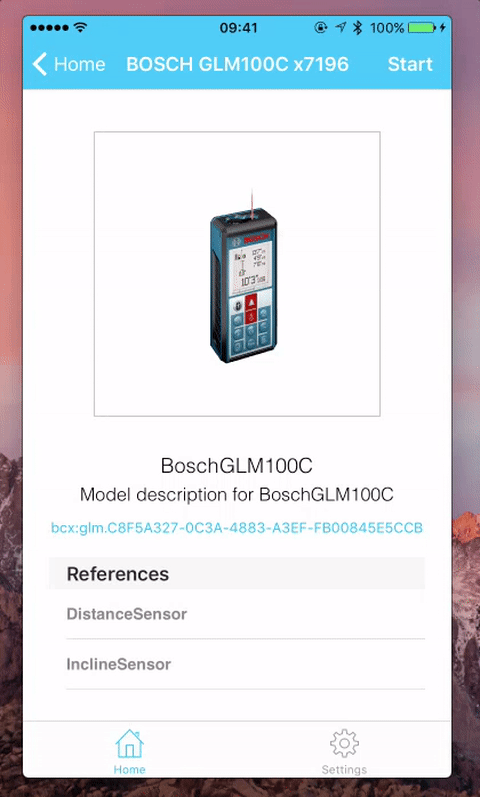 09:41 100%
Home BOSCH GLM100C x7196 Start
BOSCH
BoschGLM100C
Model description for BoschGLM100C
bcx:glm.C8F5A327-0C3A-4883-A3EF-FB00845E5CCB
References
DistanceSensor
InclineSensor
Home Settings